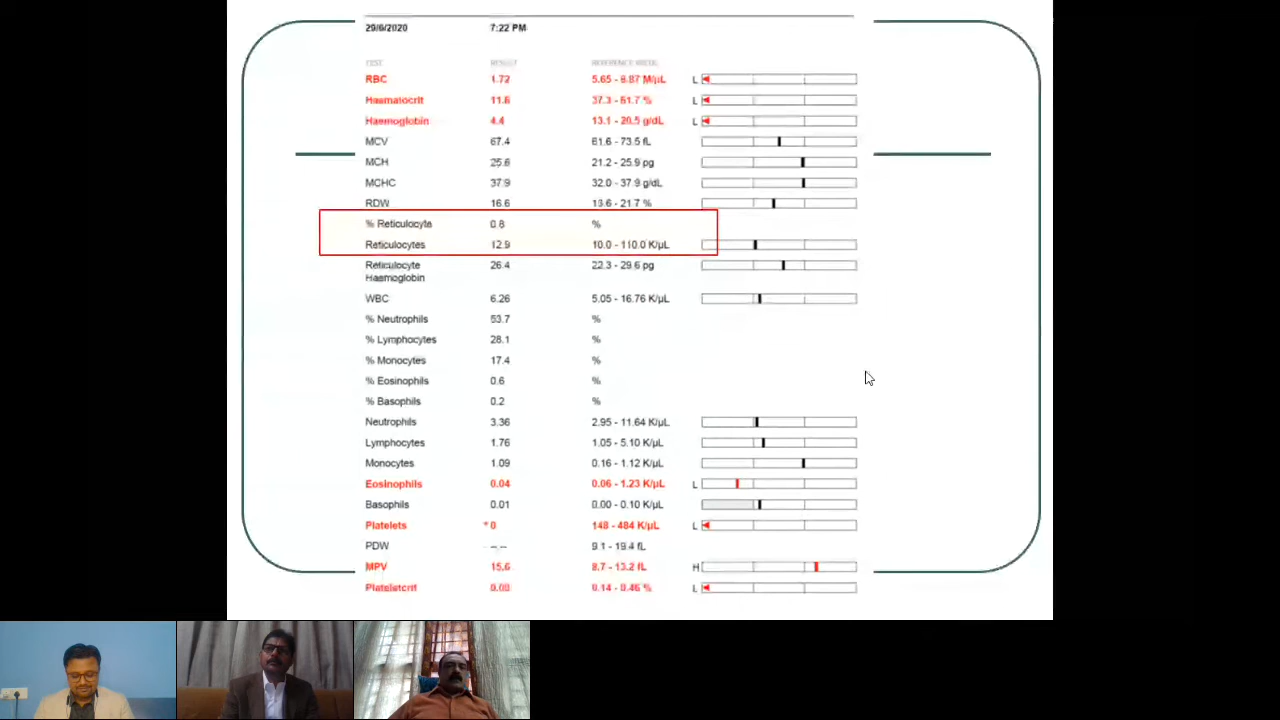 29/6/2020 7:22 PM
TEST RESULT REFERENCE VALUE
RBC 1.72 5.65 - 8.87 M/µL L
Haematocrit 11.6 37.3 - 61.7 % L
Haemoglobin 4.4 13.1 - 20.5 g/dL L
MCV 67.4 61.6 - 73.5 fL
MCH 25.6 21.2 - 25.9 pg
MCHC 37.9 32.0 - 37.9 g/dL
RDW 16.6 13.6 - 21.7 %
% Reticulocyte 0.8 %
Reticulocytes 12.9 10.0 - 110.0 K/µL
Reticulocyte 26.4 22.3 - 29.6 pg
Haemoglobin
WBC 6.26 5.05 - 16.76 K/µL
% Neutrophils 53.7 %
% Lymphocytes 28.1 %
% Monocytes 17.4 %
% Eosinophils 0.6 %
% Basophils 0.2 %
Neutrophils 3.36 2.95 - 11.64 K/µL
Lymphocytes 1.76 1.05 - 5.10 K/µL
Monocytes 1.09 0.16 - 1.12 K/µL
Eosinophils 0.04 0.06 - 1.23 K/µL L
Basophils 0.01 0.00 - 0.10 K/µL
Platelets * 0 148 - 484 K/µL L
PDW --.-- 9.1 - 19.4 fL
MPV 15.6 8.7 - 13.2 fL H
Plateletcrit 0.00 0.14 - 0.46 % L